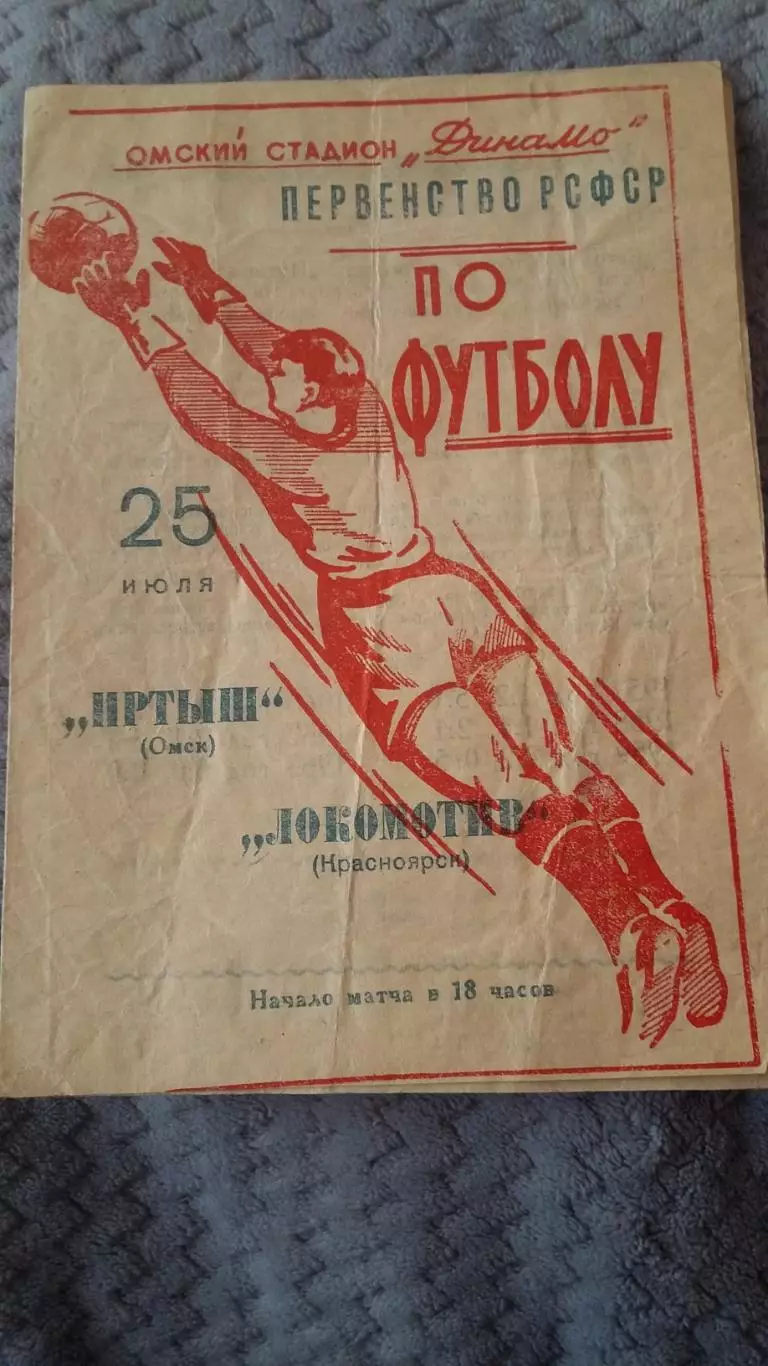 ОМСКИЙ СТАДИОН „Динамо"
ПЕРВЕНСТВО РСФСР
ПО
ФУТБОЛУ
25
ИЮЛЯ
„ИРТЫШ“
(Омск)
„ЛОКОМОТИВ“
(Красноярск)
Начало матча в 18 часов